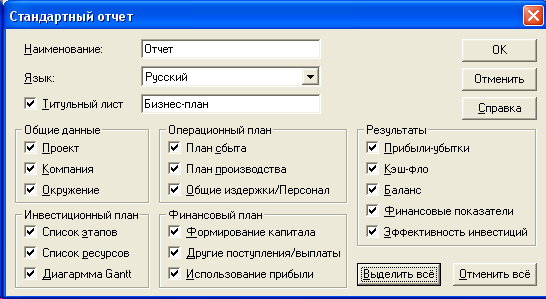 Стандартный отчет
Наименование:
Отчет
OK
Язык:
Русский
Отменить
Титульный лист
Бизнес-план
Справка
Общие данные
Проект
Компания
Окружение
Операционный план
План сбыта
План производства
Общие издержки/Персонал
Результаты
Прибыли-убытки
Кэш-Фло
Баланс
Финансовые показатели
Эффективность инвестиций
Инвестиционный план
Список этапов
Список ресурсов
Диагармма Gantt
Финансовый план
Формирование капитала
Другие поступления/выплаты
Использование прибыли
Выделить всё
Отменить всё